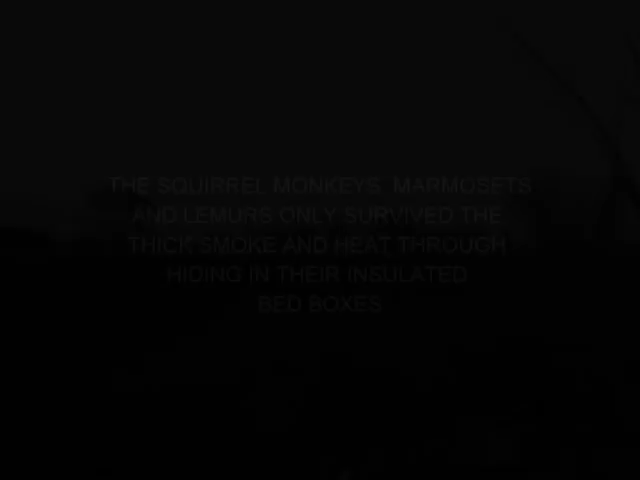 THE SQUIRREL MONKEYS, MARMOSETS
AND LEMURS ONLY SURVIVED THE
THICK SMOKE AND HEAT THROUGH
HIDING IN THEIR INSULATED
BED BOXES